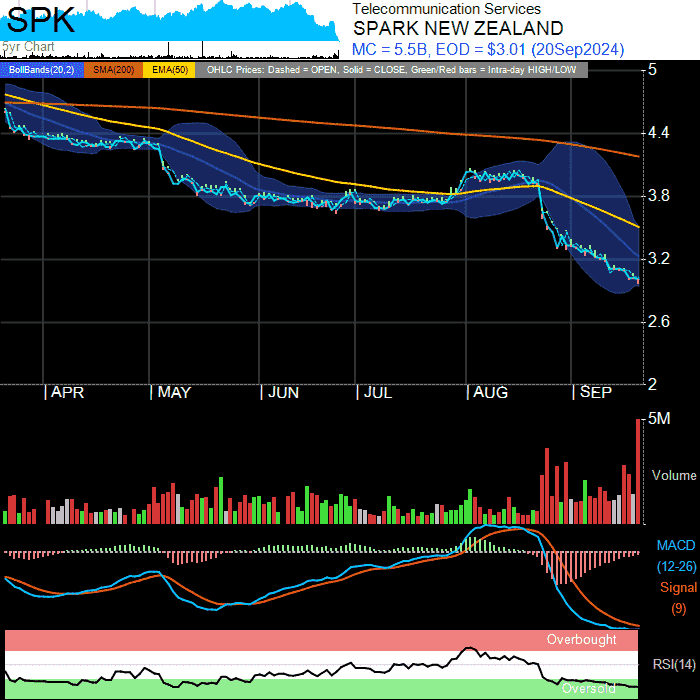 SPK
Telecommunication Services
SPARK NEW ZEALAND
MC = 5.5B, EOD = $3.01 (20Sep2024)
5yr Chart
BollBands(20,2) SMA(200) EMA(50) OHLC Prices: Dashed = OPEN, Solid = CLOSE, Green/Red bars = Intra-day HIGH/LOW
5
4.4
3.8
3.2
2.6
2
APR MAY JUN JUL AUG SEP
5M
Volume
MACD
(12-26)
Signal
(9)
Overbought
RSI(14)
Oversold